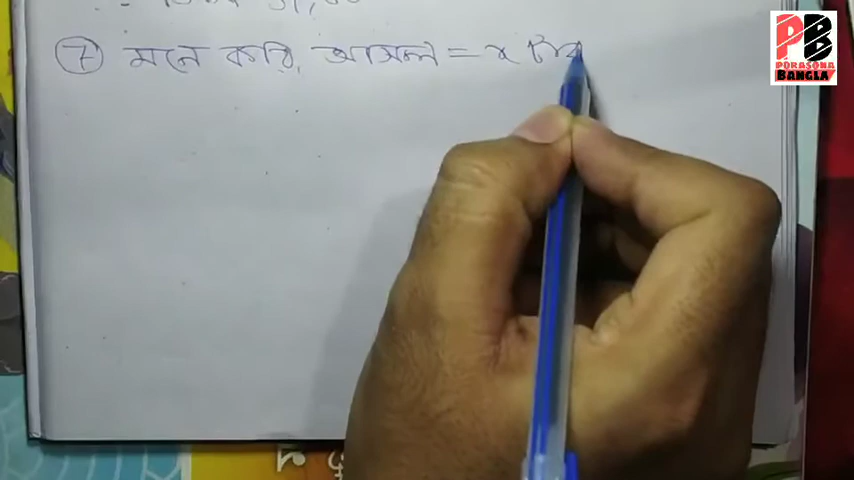 ⑦ মনে করি, আসল = x
PB
PORASONA
BANGLA